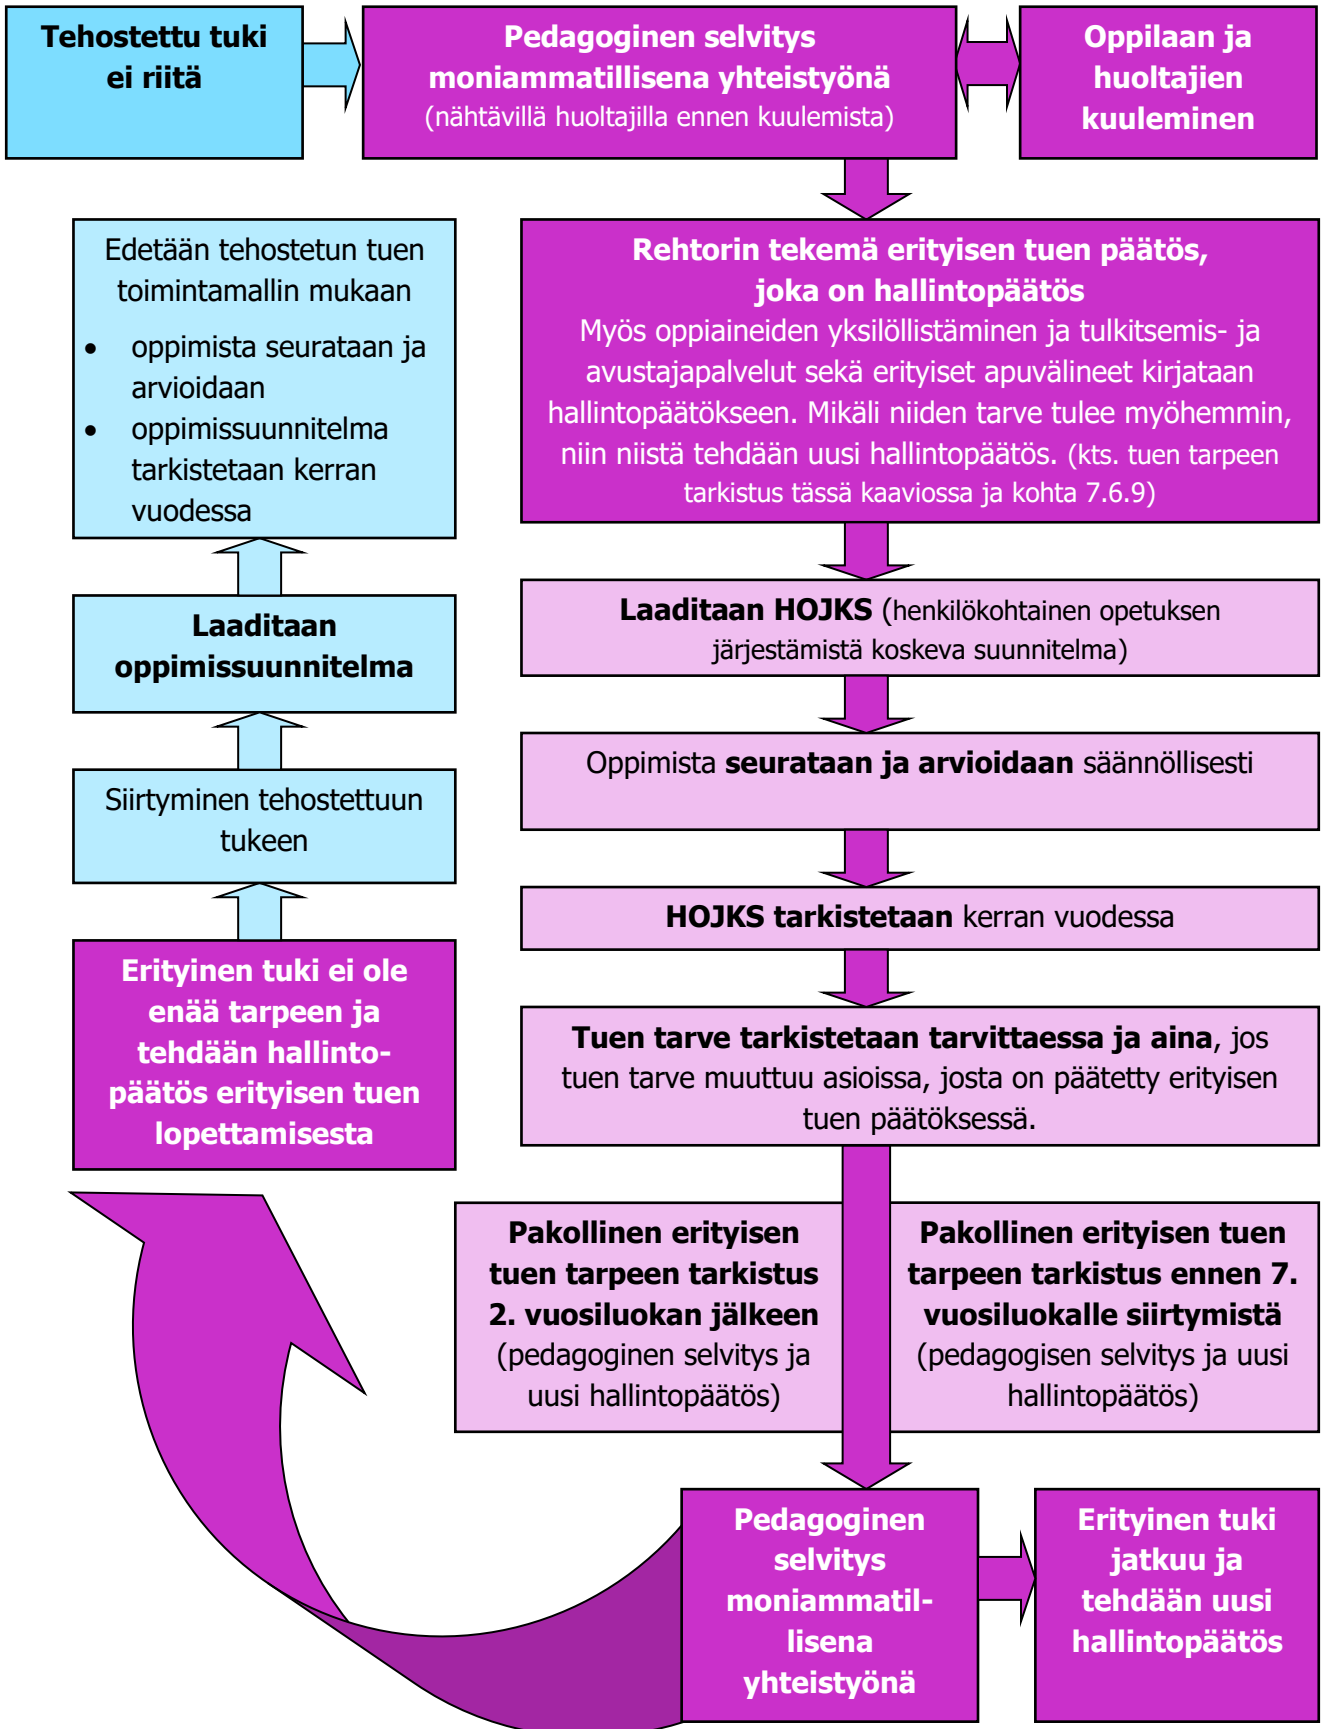 Tehostettu tuki
ei riitä
Pedagoginen selvitys
moniammatillisena yhteistyönä
(nähtävillä huoltajilla ennen kuulemista)
Oppilaan ja
huoltajien
kuuleminen
Rehtorin tekemä erityisen tuen päätös,
joka on hallintopäätös
Myös oppiaineiden yksilöllistäminen ja tulkitsemis- ja
avustajapalvelut sekä erityiset apuvälineet kirjataan
hallintopäätökseen. Mikäli niiden tarve tulee myöhemmin,
niin niistä tehdään uusi hallintopäätös. (kts. tuen tarpeen
tarkistus tässä kaaviossa ja kohta 7.6.9)
Laaditaan HOJKS (henkilökohtainen opetuksen
järjestämistä koskeva suunnitelma)
Oppimista seurataan ja arvioidaan säännöllisesti
HOJKS tarkistetaan kerran vuodessa
Tuen tarve tarkistetaan tarvittaessa ja aina, jos
tuen tarve muuttuu asioissa, josta on päätetty erityisen
tuen päätöksessä.
Pakollinen erityisen
tuen tarpeen tarkistus
2. vuosiluokan jälkeen
(pedagoginen selvitys ja
uusi hallintopäätös)
Pakollinen erityisen tuen
tarpeen tarkistus ennen 7.
vuosiluokalle siirtymistä
(pedagogisen selvitys ja uusi
hallintopäätös)
Pedagoginen
selvitys
moniammatil-
lisena
yhteistyönä
Erityinen tuki
jatkuu ja
tehdään uusi
hallintopäätös
Erityinen tuki ei ole
enää tarpeen ja
tehdään hallinto-
päätös erityisen tuen
lopettamisesta
Siirtyminen tehostettuun
tukeen
Laaditaan
oppimissuunnitelma
Edetään tehostetun tuen
toimintamallin mukaan
• oppimista seurataan ja
arvioidaan
• oppimissuunnitelma
tarkistetaan kerran
vuodessa